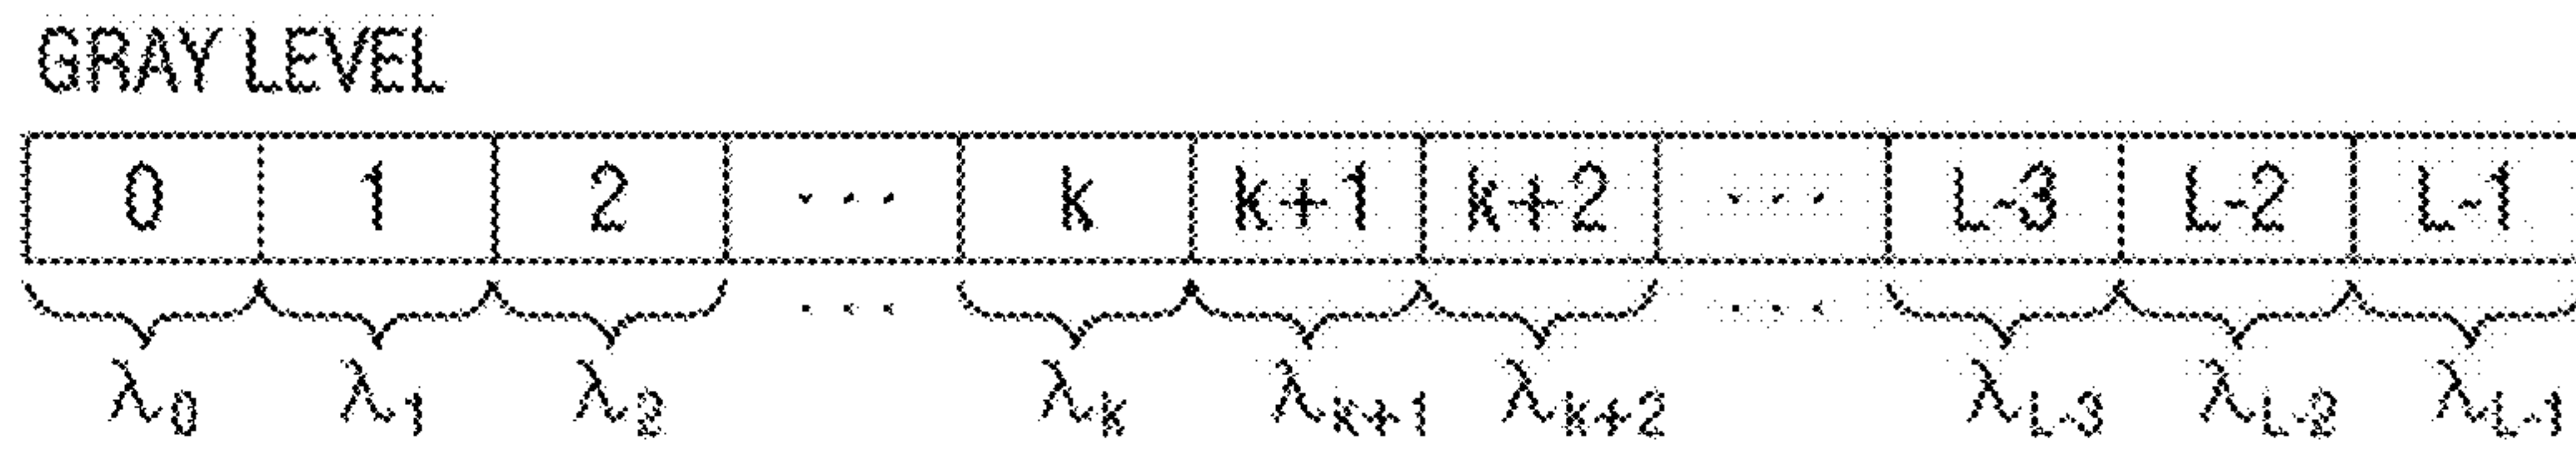 GRAY LEVEL
0 1 2 ... k k+1 k+2 ... L-3 L-2 L-1
... ...
λ0 λ1 λ2 λk λk+1 λk+2 λL-3 λL-2 λL-1